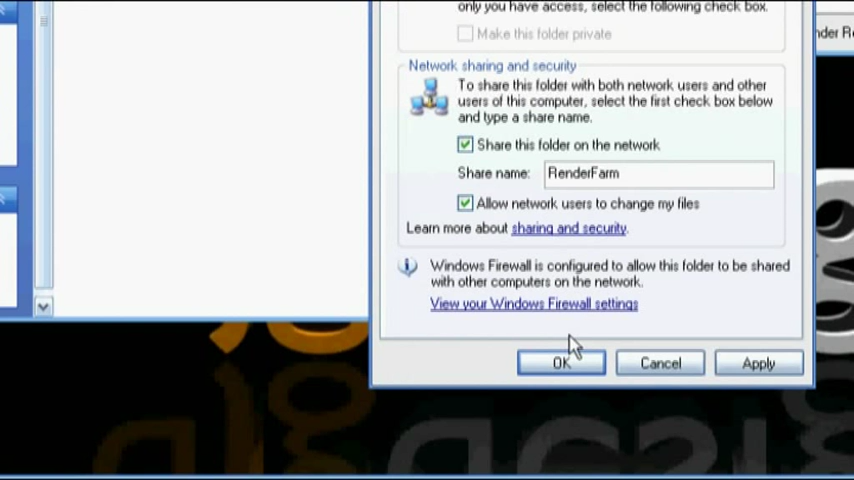 only you have access, select the following check box.
Make this folder private
nder Re
Network sharing and security
To share this folder with both network users and other
users of this computer, select the first check box below
and type a share name.
Share this folder on the network
Share name: RenderFarm
Allow network users to change my files
Learn more about sharing and security.
Windows Firewall is configured to allow this folder to be shared
with other computers on the network.
View your Windows Firewall settings
OK Cancel Apply